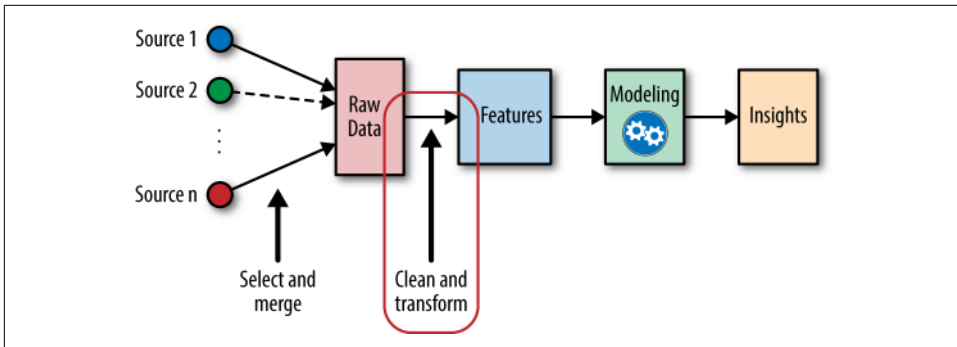 Source 1
Source 2
⋮
Source n
Raw
Data
Features
Modeling
Insights
Select and
merge
Clean and
transform